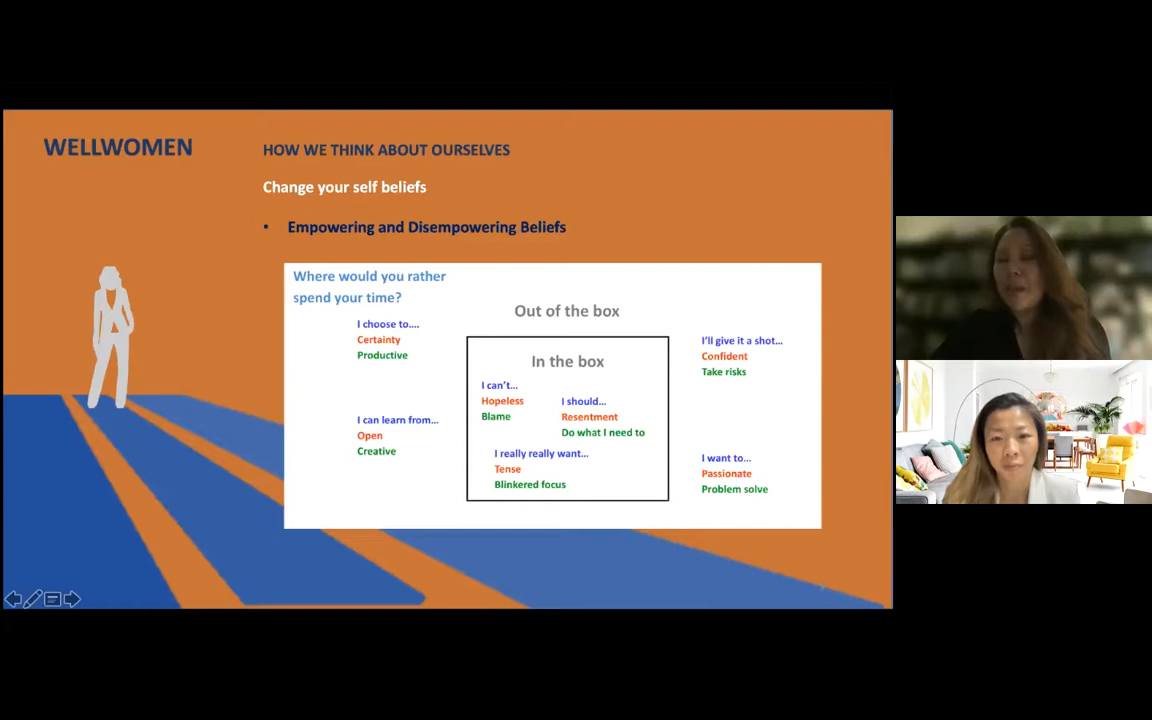 WELLWOMEN
HOW WE THINK ABOUT OURSELVES
Change your self beliefs
• Empowering and Disempowering Beliefs
Where would you rather
spend your time?
Out of the box
I choose to....
Certainty
Productive
I can learn from...
Open
Creative
In the box
I can't...
Hopeless
Blame
I should...
Resentment
Do what I need to
I really really want...
Tense
Blinkered focus
I'll give it a shot...
Confident
Take risks
I want to...
Passionate
Problem solve